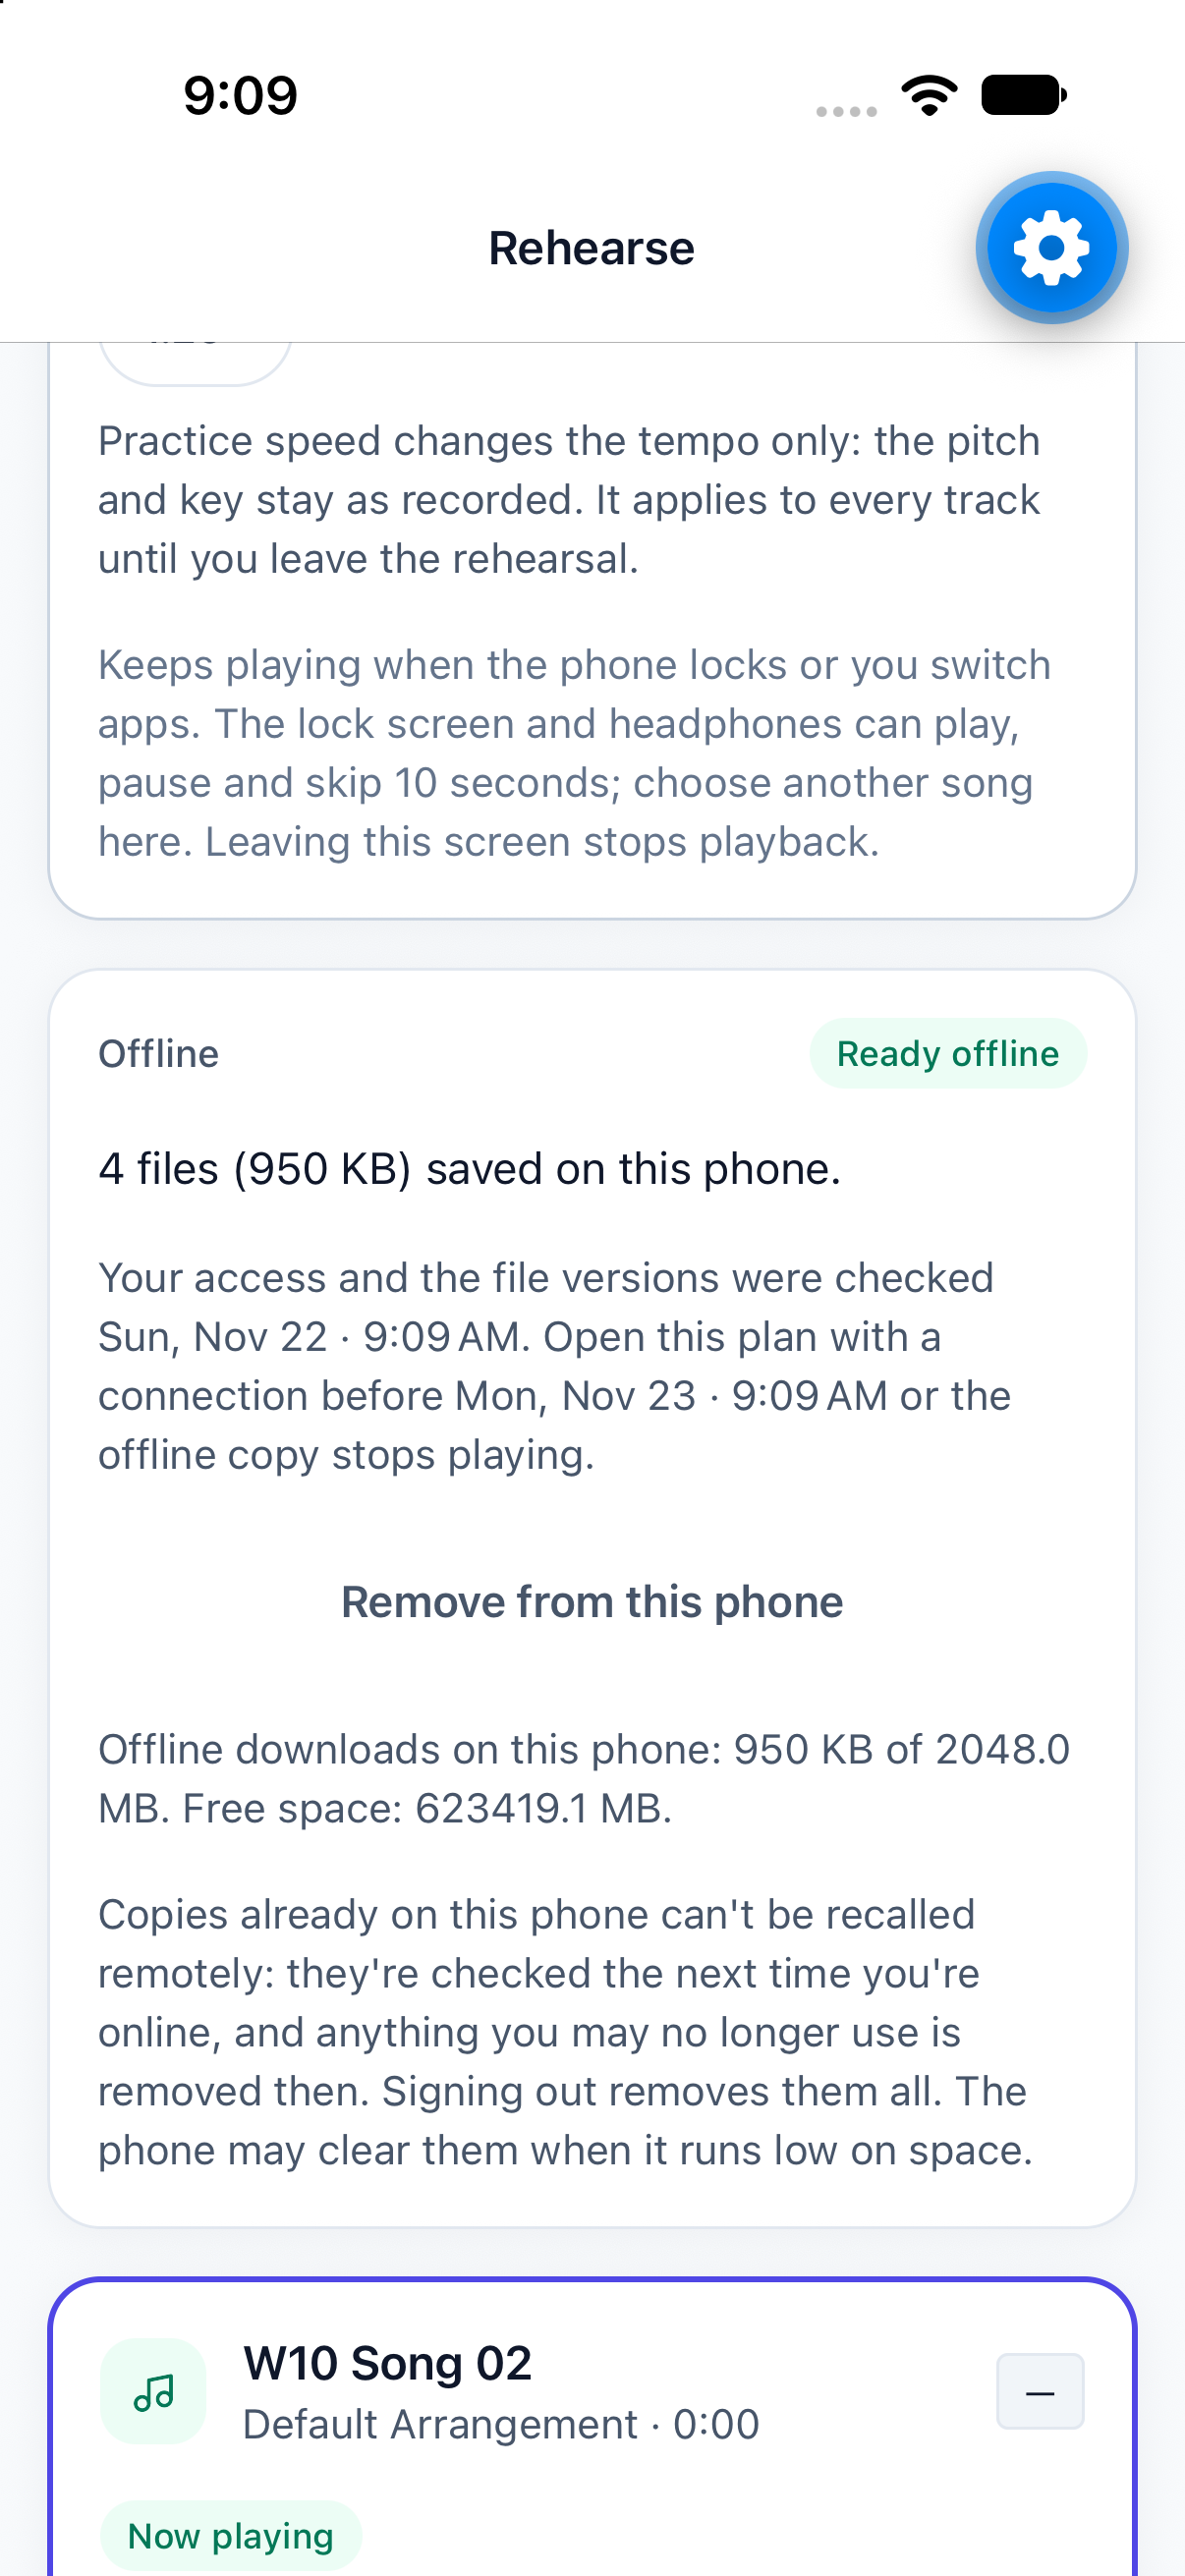 9:09
Rehearse
Practice speed changes the tempo only: the pitch
and key stay as recorded. It applies to every track
until you leave the rehearsal.
Keeps playing when the phone locks or you switch
apps. The lock screen and headphones can play,
pause and skip 10 seconds; choose another song
here. Leaving this screen stops playback.
Offline
Ready offline
4 files (950 KB) saved on this phone.
Your access and the file versions were checked
Sun, Nov 22 · 9:09 AM. Open this plan with a
connection before Mon, Nov 23 · 9:09 AM or the
offline copy stops playing.
Remove from this phone
Offline downloads on this phone: 950 KB of 2048.0
MB. Free space: 623419.1 MB.
Copies already on this phone can't be recalled
remotely: they're checked the next time you're
online, and anything you may no longer use is
removed then. Signing out removes them all. The
phone may clear them when it runs low on space.
W10 Song 02
Default Arrangement · 0:00
—
Now playing